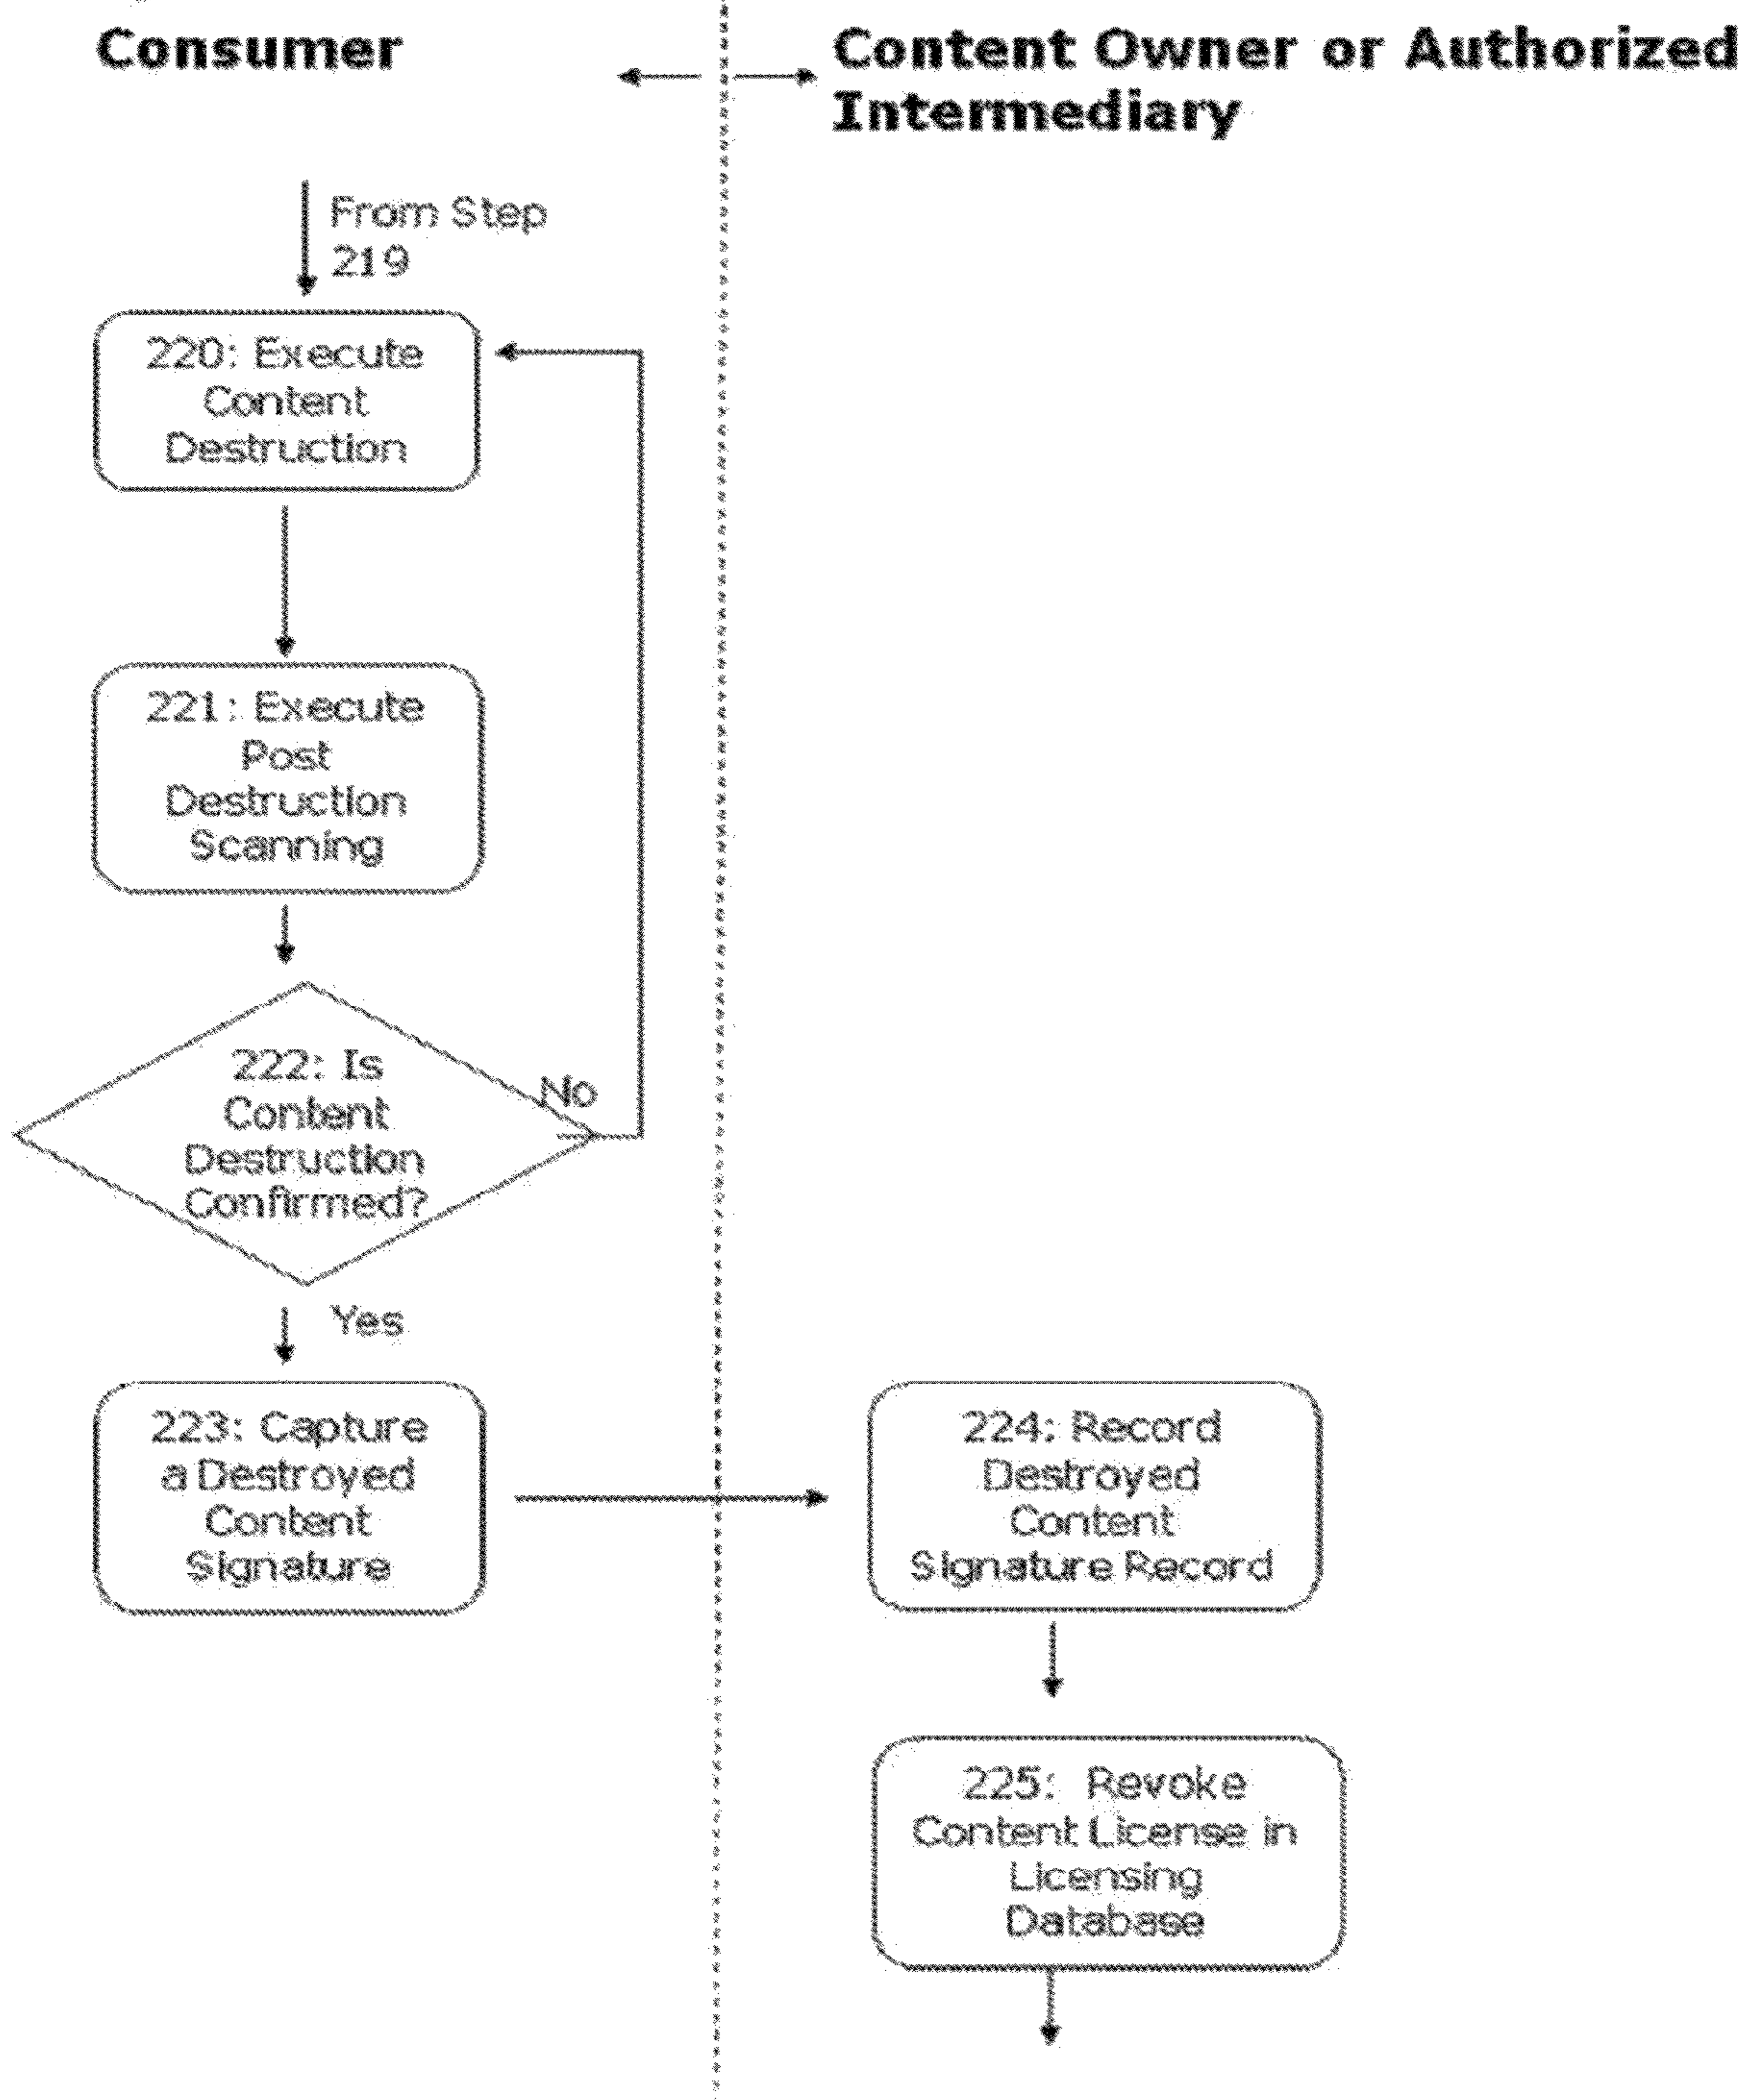 Consumer
Content Owner or Authorized
Intermediary
From Step
219
220: Execute
Content
Destruction
221: Execute
Post
Destruction
Scanning
222: Is
Content
Destruction
Confirmed?
No
Yes
223: Capture
a Destroyed
Content
Signature
224: Record
Destroyed
Content
Signature Record
225: Revoke
Content License in
Licensing
Database